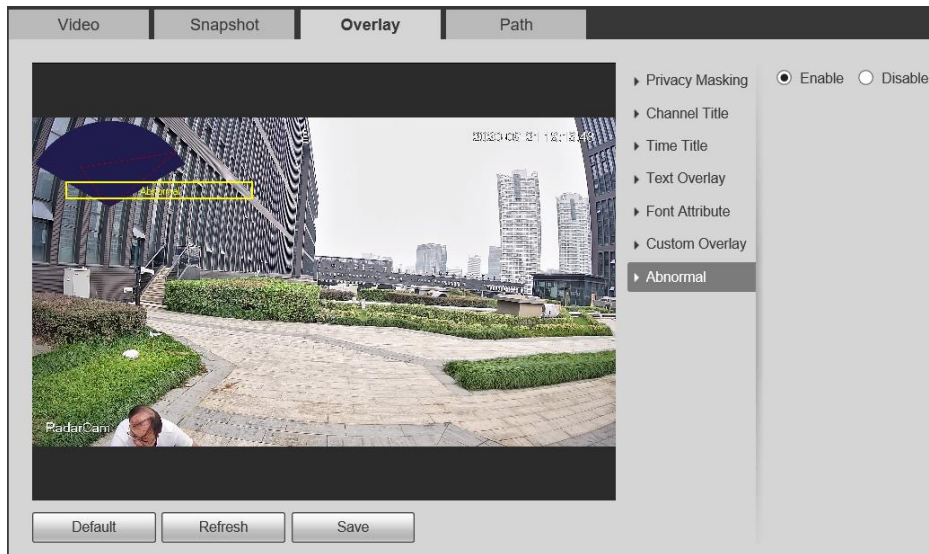 Video
Snapshot
Overlay
Path
Privacy Masking
Enable
Disable
Channel Title
Time Title
Text Overlay
Font Attribute
Custom Overlay
Abnormal
Abnormal
RadarCam
Default
Refresh
Save